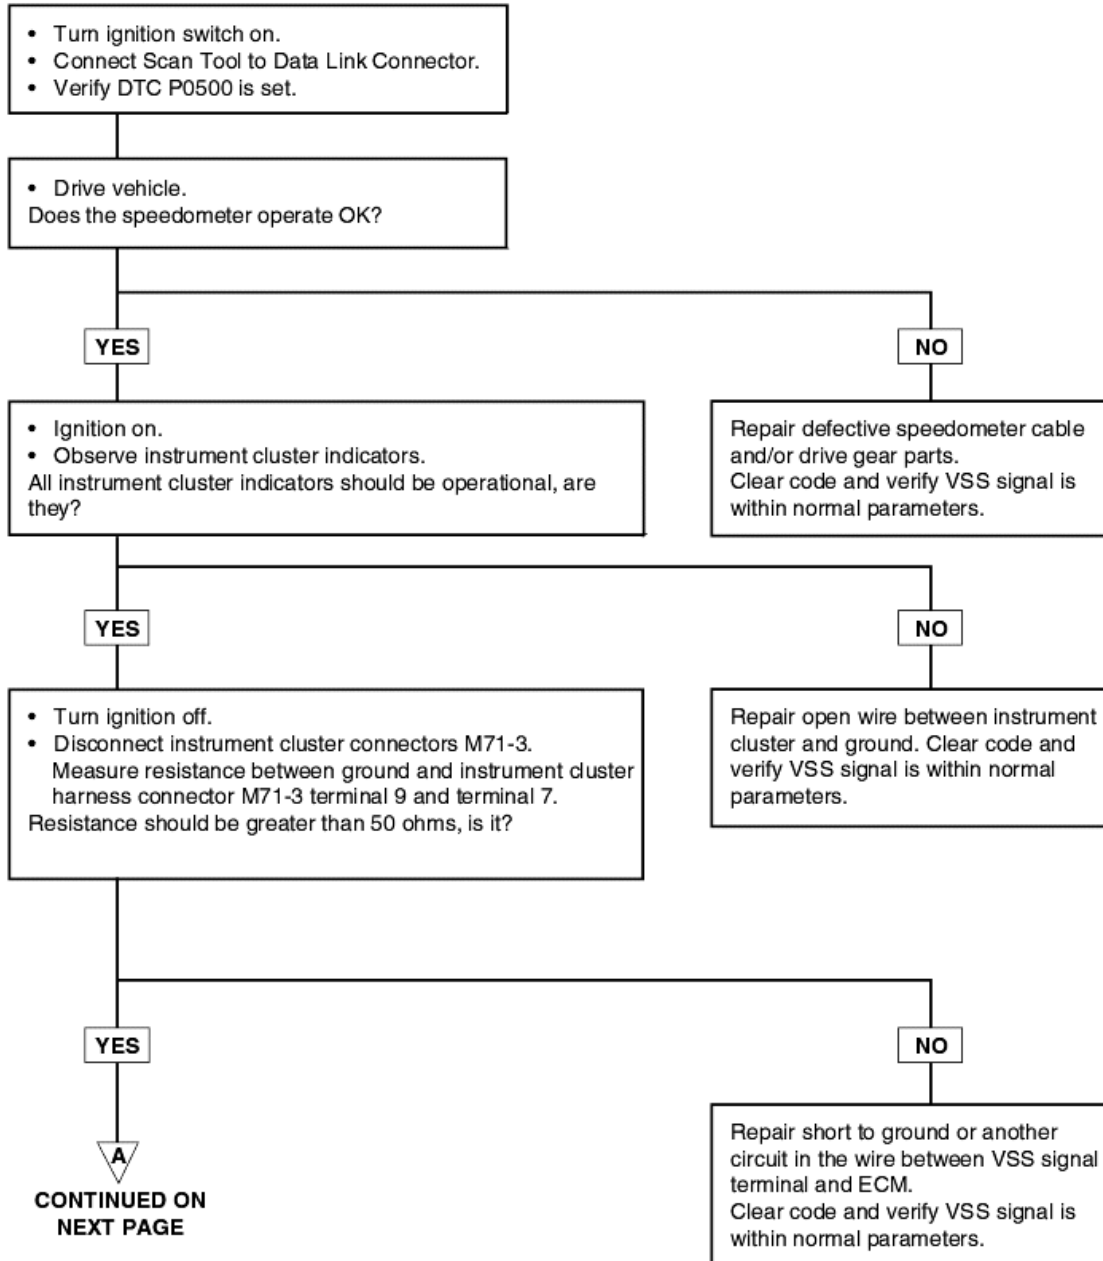 • Turn ignition switch on.
• Connect Scan Tool to Data Link Connector.
• Verify DTC P0500 is set.
• Drive vehicle.
Does the speedometer operate OK?
YES
NO
• Ignition on.
• Observe instrument cluster indicators.
All instrument cluster indicators should be operational, are
they?
Repair defective speedometer cable
and/or drive gear parts.
Clear code and verify VSS signal is
within normal parameters.
YES
NO
• Turn ignition off.
• Disconnect instrument cluster connectors M71-3.
Measure resistance between ground and instrument cluster
harness connector M71-3 terminal 9 and terminal 7.
Resistance should be greater than 50 ohms, is it?
Repair open wire between instrument
cluster and ground. Clear code and
verify VSS signal is within normal
parameters.
YES
NO
A
CONTINUED ON
NEXT PAGE
Repair short to ground or another
circuit in the wire between VSS signal
terminal and ECM.
Clear code and verify VSS signal is
within normal parameters.